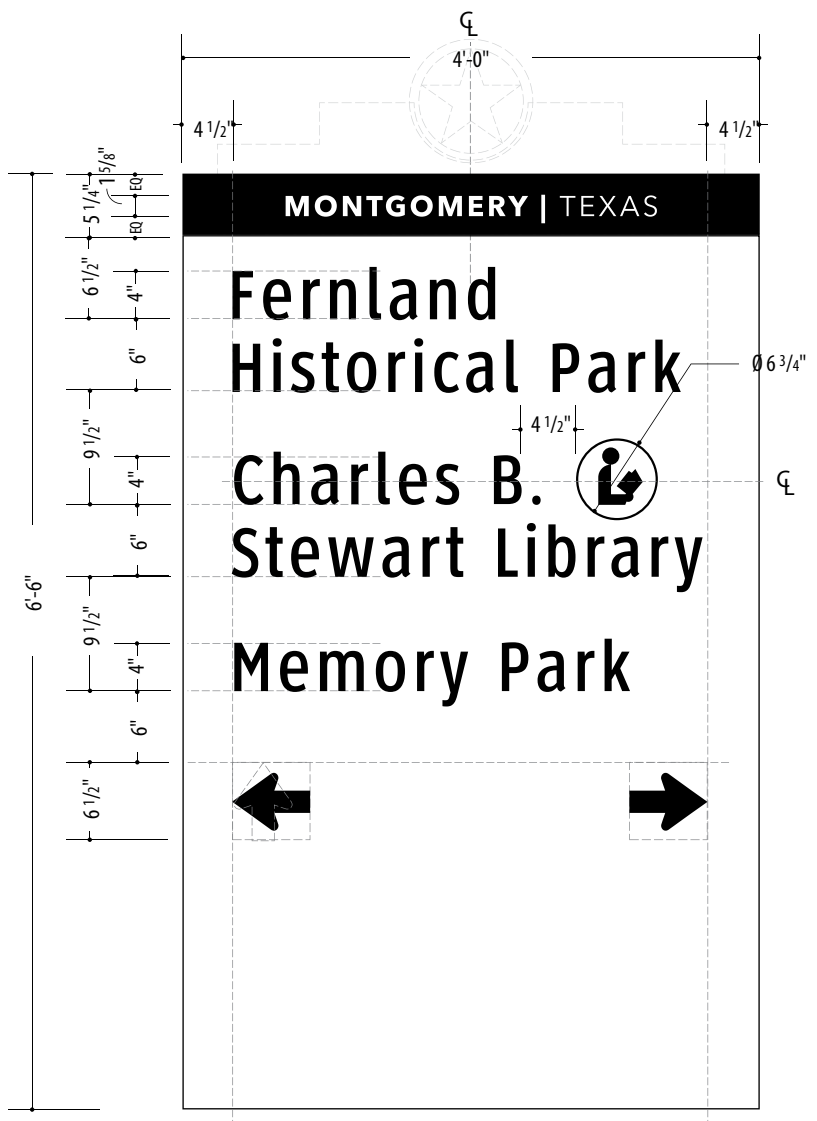 ℄
4'-0"
4 1/2"
4 1/2"
5 1/4"
1 5/8"
EQ
EQ
MONTGOMERY | TEXAS
6 1/2"
4"
Fernland
6"
Historical Park
Ø 6 3/4"
9 1/2"
4 1/2"
4"
Charles B.
℄
6"
Stewart Library
6'-6"
9 1/2"
4"
Memory Park
6"
6 1/2"